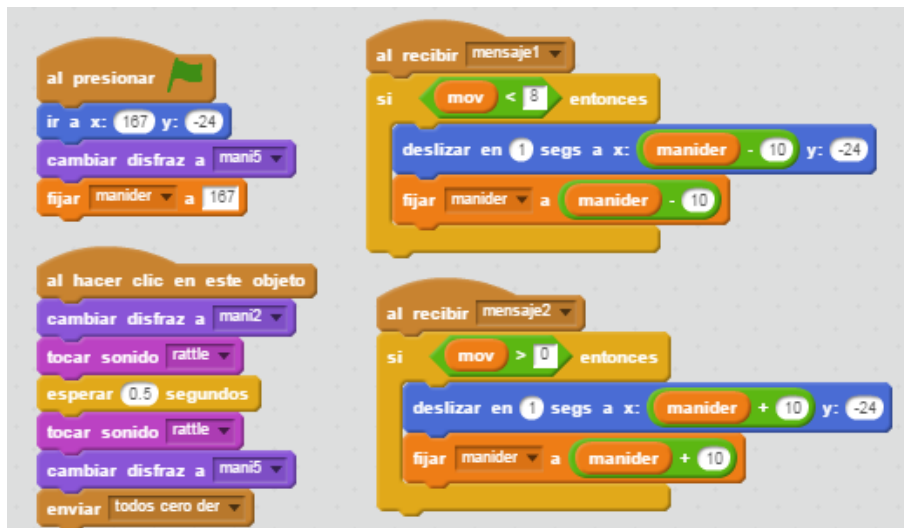 al presionar
ir a x: 167 y: -24
cambiar disfraz a mani5
fijar manider a 167
al hacer clic en este objeto
cambiar disfraz a mani2
tocar sonido rattle
esperar 0.5 segundos
tocar sonido rattle
cambiar disfraz a mani5
enviar todos cero der
al recibir mensaje1
si mov < 8 entonces
deslizar en 1 segs a x: manider - 10 y: -24
fijar manider a manider - 10
al recibir mensaje2
si mov > 0 entonces
deslizar en 1 segs a x: manider + 10 y: -24
fijar manider a manider + 10